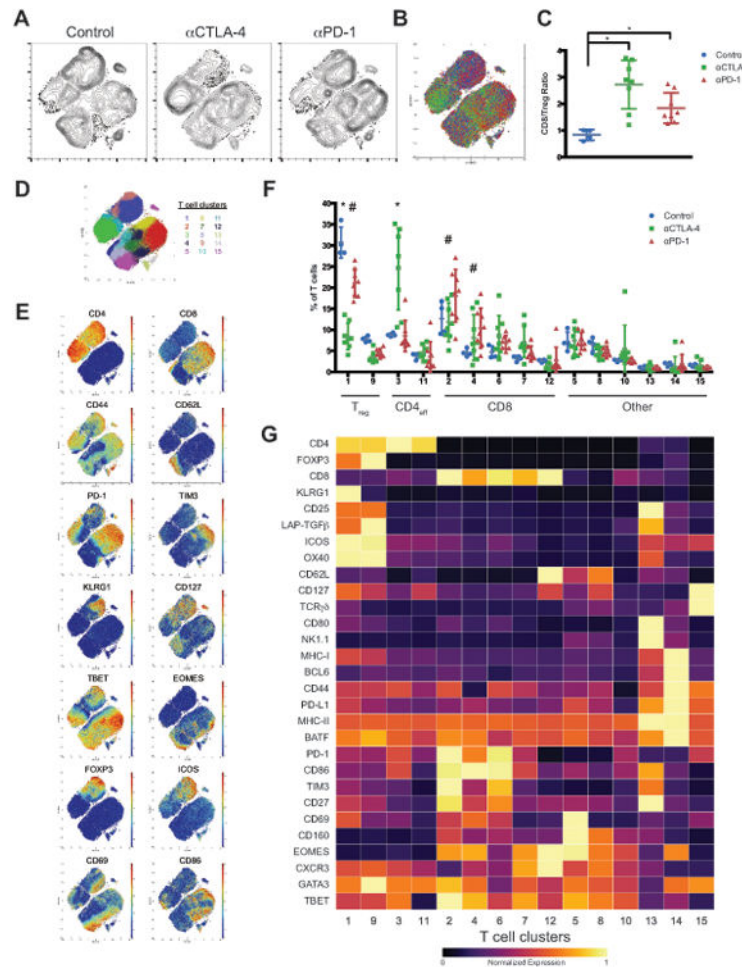 A
Control
αCTLA-4
αPD-1
B
C
CD8/Treg Ratio
4
3
2
1
0
*
*
Control
αCTLA
αPD-1
D
T cell clusters
1 6 11
2 7 12
3 8 13
4 9 14
5 10 15
E
CD4
CD8
CD44
CD62L
PD-1
TIM3
KLRG1
CD127
TBET
EOMES
FOXP3
ICOS
CD69
CD86
F
% of T cells
40
35
30
25
20
15
10
5
0
* # * # #
Control
αCTLA-4
αPD-1
1 9 3 11 2 4 6 7 12 5 8 10 13 14 15
Treg CD4eff CD8 Other
G
CD4
FOXP3
CD8
KLRG1
CD25
LAP-TGFβ
ICOS
OX40
CD62L
CD127
TCRγδ
CD80
NK1.1
MHC-I
BCL6
CD44
PD-L1
MHC-II
BATF
PD-1
CD86
TIM3
CD27
CD69
CD160
EOMES
CXCR3
GATA3
TBET
1 9 3 11 2 4 6 7 12 5 8 10 13 14 15
T cell clusters
0 1
Normalized Expression